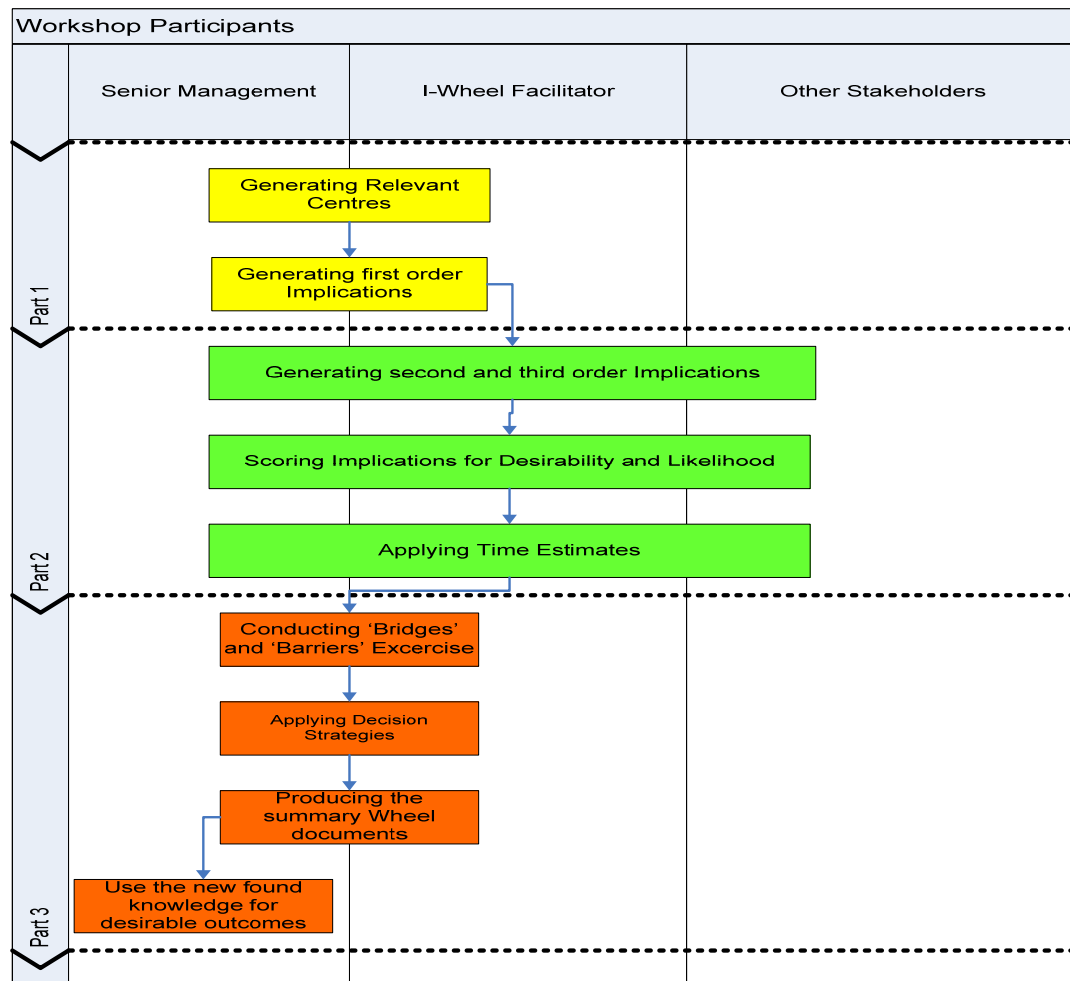 Workshop Participants
Senior Management
I-Wheel Facilitator
Other Stakeholders
Part 1
Generating Relevant
Centres
Generating first order
Implications
Part 2
Generating second and third order Implications
Scoring Implications for Desirability and Likelihood
Applying Time Estimates
Part 3
Conducting ‘Bridges’
and ‘Barriers’ Excercise
Applying Decision
Strategies
Producing the
summary Wheel
documents
Use the new found
knowledge for
desirable outcomes